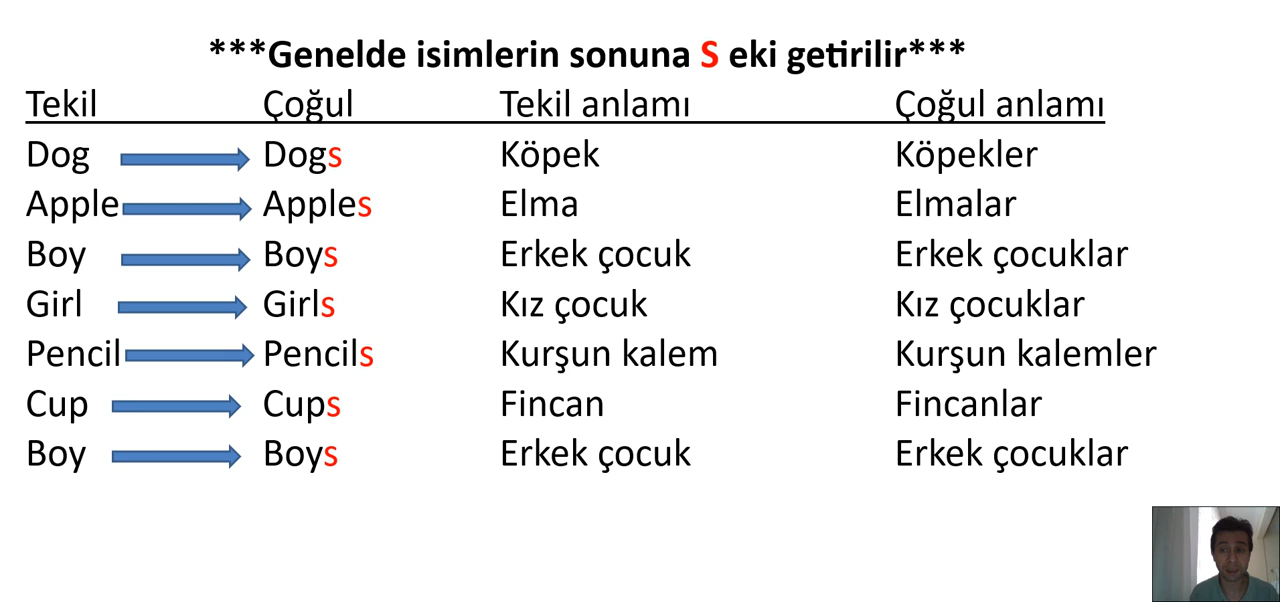 ***Genelde isimlerin sonuna S eki getirilir***
Tekil Çoğul Tekil anlamı Çoğul anlamı
Dog Dogs Köpek Köpekler
Apple Apples Elma Elmalar
Boy Boys Erkek çocuk Erkek çocuklar
Girl Girls Kız çocuk Kız çocuklar
Pencil Pencils Kurşun kalem Kurşun kalemler
Cup Cups Fincan Fincanlar
Boy Boys Erkek çocuk Erkek çocuklar